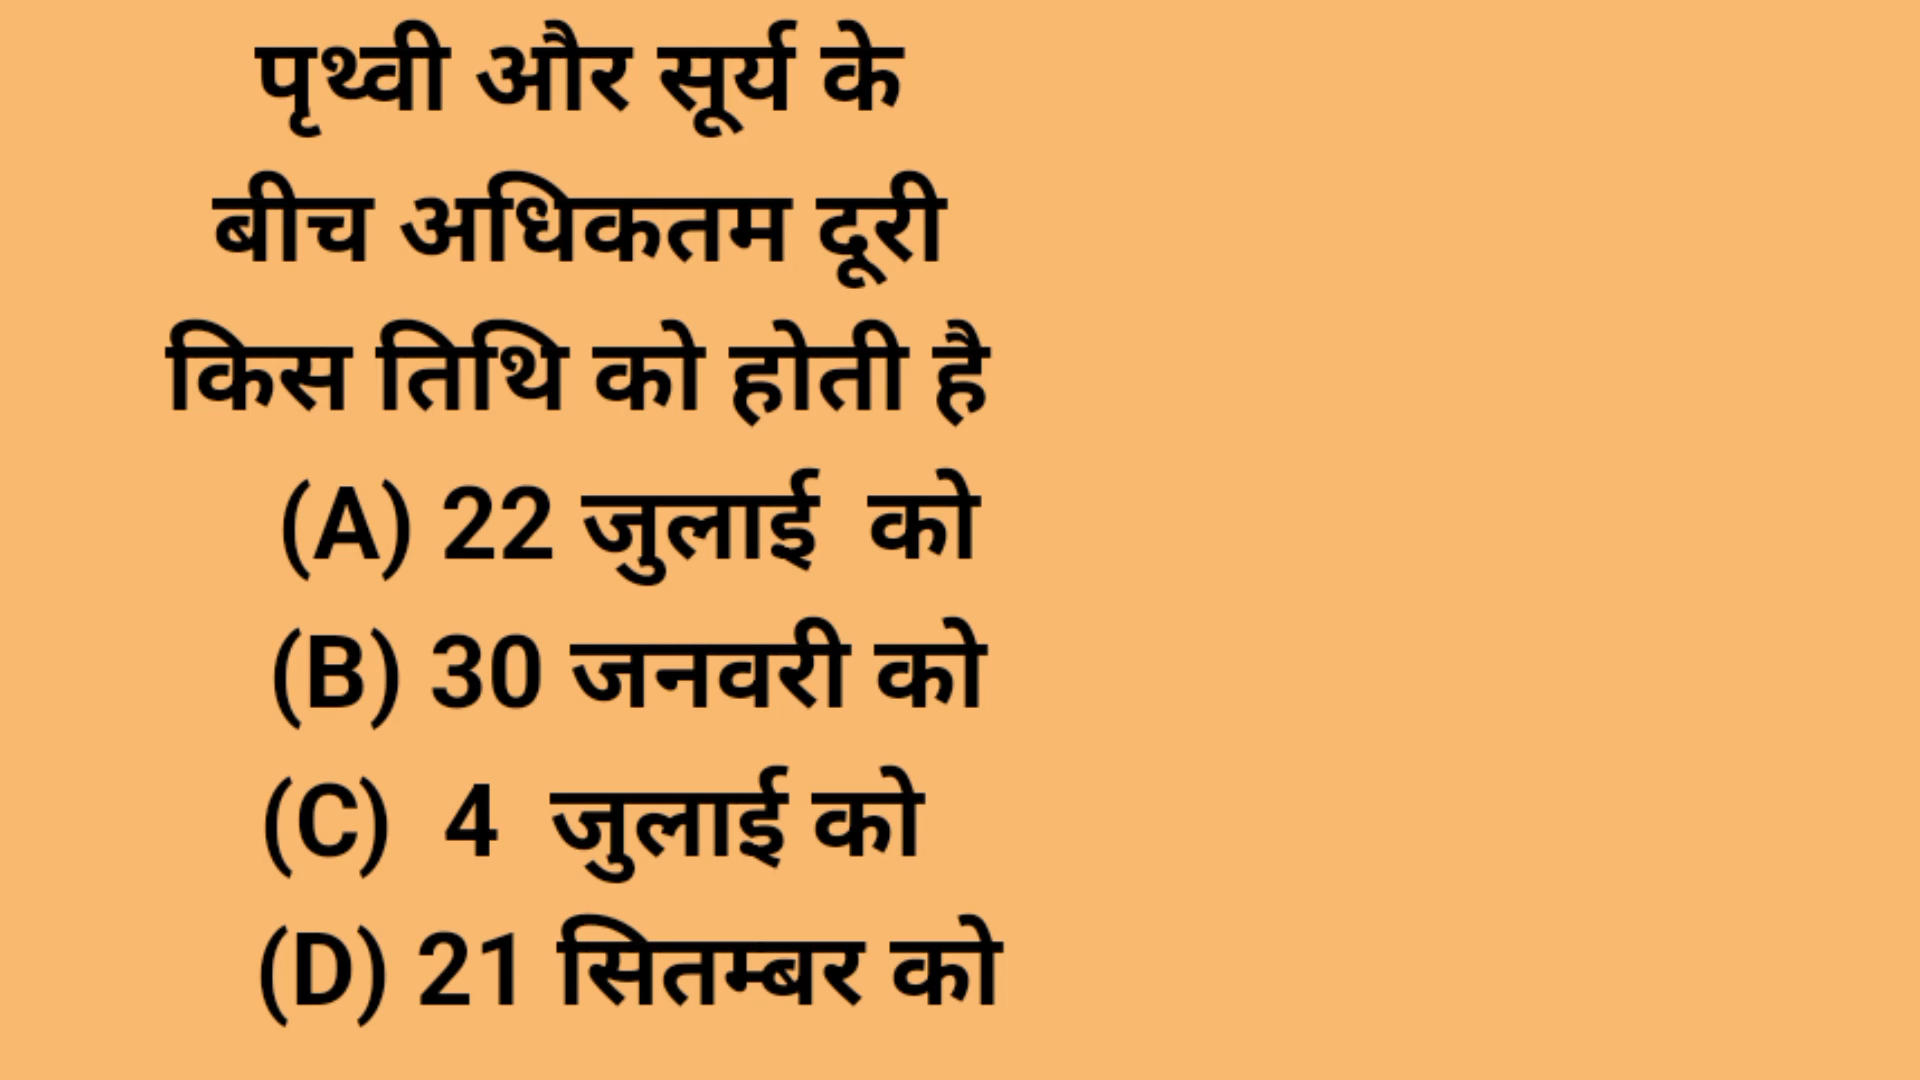 पृथ्वी और सूर्य के
बीच अधिकतम दूरी
किस तिथि को होती है
(A) 22 जुलाई को
(B) 30 जनवरी को
(C) 4 जुलाई को
(D) 21 सितम्बर को